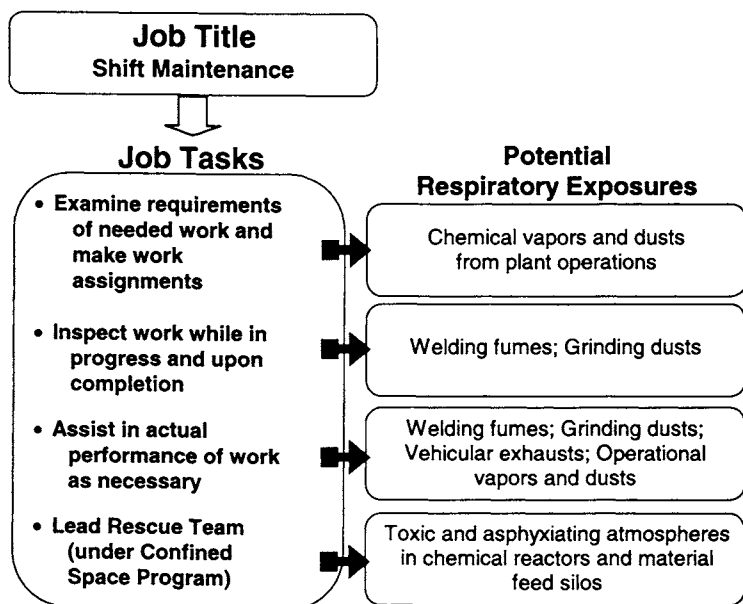 Job Title
Shift Maintenance
Job Tasks
Potential
Respiratory Exposures
• Examine requirements
of needed work and
make work
assignments
Chemical vapors and dusts
from plant operations
• Inspect work while in
progress and upon
completion
Welding fumes; Grinding dusts
• Assist in actual
performance of work
as necessary
Welding fumes; Grinding dusts;
Vehicular exhausts; Operational
vapors and dusts
• Lead Rescue Team
(under Confined
Space Program)
Toxic and asphyxiating atmospheres
in chemical reactors and material
feed silos